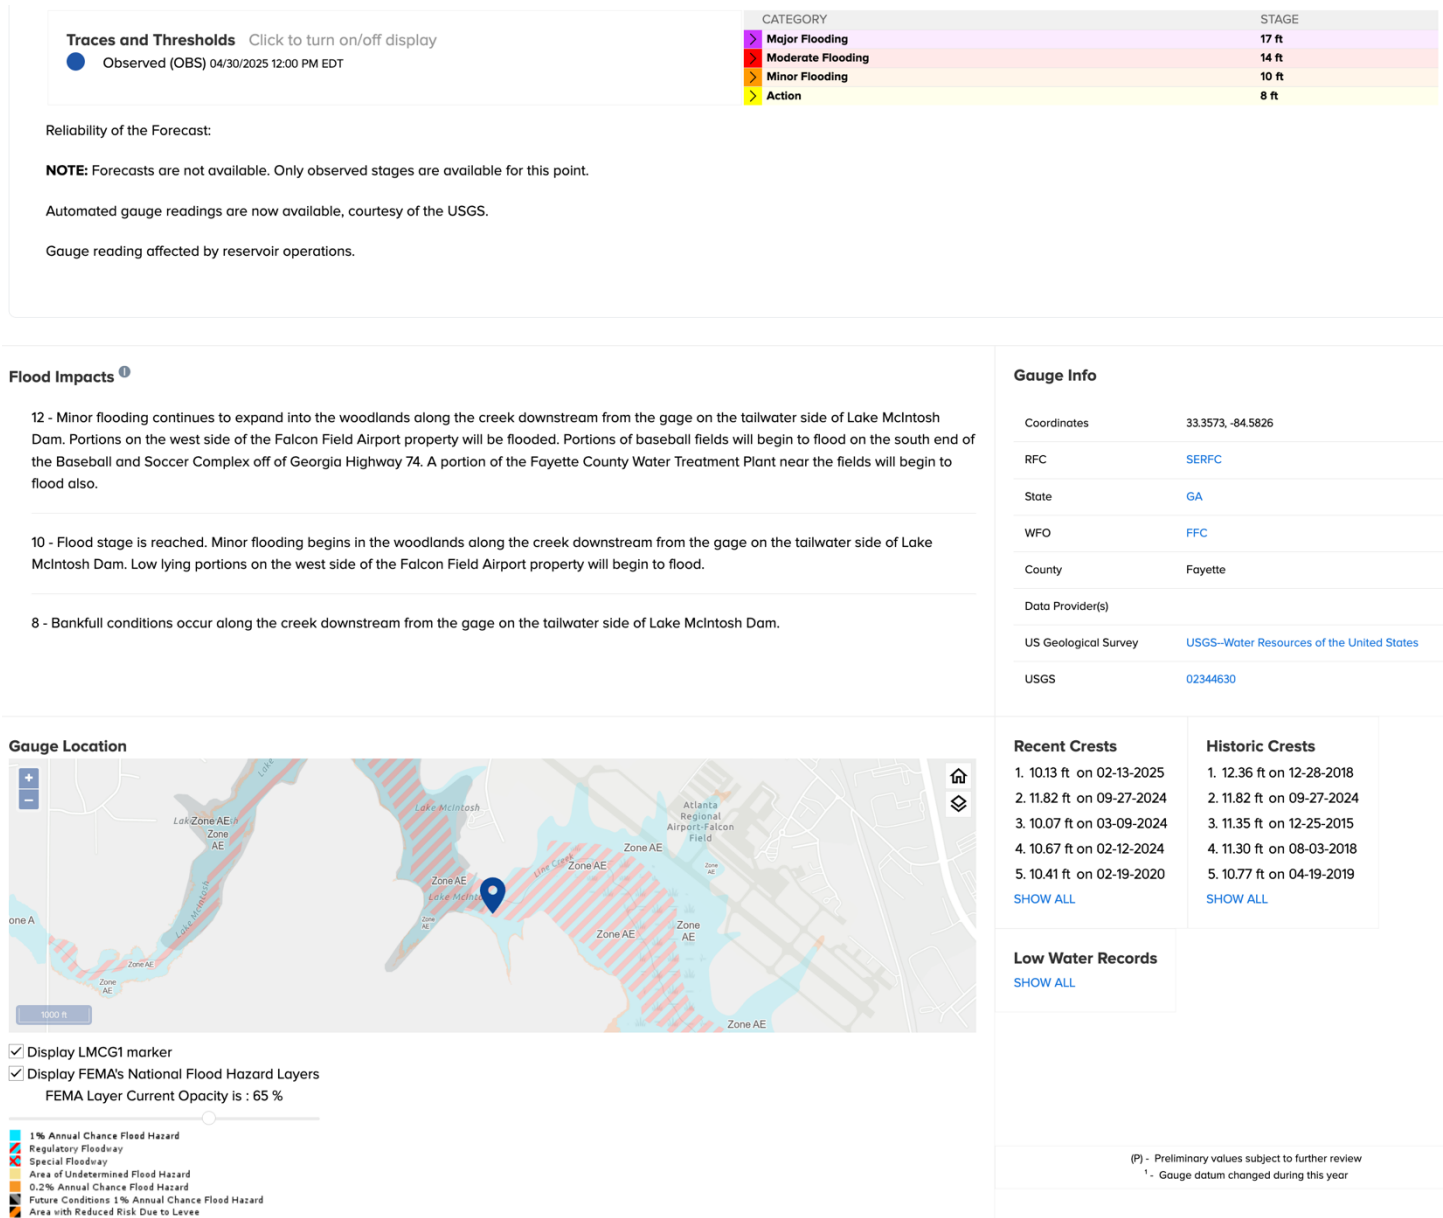 Traces and Thresholds Click to turn on/off display
Observed (OBS) 04/30/2025 12:00 PM EDT
CATEGORY STAGE
Major Flooding 17 ft
Moderate Flooding 14 ft
Minor Flooding 10 ft
Action 8 ft
Reliability of the Forecast:
NOTE: Forecasts are not available. Only observed stages are available for this point.
Automated gauge readings are now available, courtesy of the USGS.
Gauge reading affected by reservoir operations.
Flood Impacts
12 - Minor flooding continues to expand into the woodlands along the creek downstream from the gage on the tailwater side of Lake McIntosh
Dam. Portions on the west side of the Falcon Field Airport property will be flooded. Portions of baseball fields will begin to flood on the south end of
the Baseball and Soccer Complex off of Georgia Highway 74. A portion of the Fayette County Water Treatment Plant near the fields will begin to
flood also.
10 - Flood stage is reached. Minor flooding begins in the woodlands along the creek downstream from the gage on the tailwater side of Lake
McIntosh Dam. Low lying portions on the west side of the Falcon Field Airport property will begin to flood.
8 - Bankfull conditions occur along the creek downstream from the gage on the tailwater side of Lake McIntosh Dam.
Gauge Info
Coordinates 33.3573, -84.5826
RFC SERFC
State GA
WFO FFC
County Fayette
Data Provider(s)
US Geological Survey USGS--Water Resources of the United States
USGS 02344630
Gauge Location
+
−
Lake
Lake McIntosh
Zone AE
Zone
AE
Lake McIntosh
Atlanta
Regional
Airport-Falcon
Field
Zone AE
Line Creek
Zone AE
Zone
AE
Zone AE
Lake McInto
Zone
AE
one A
Zone AE
Zone
AE
Zone AE
Zone
AE
Zone AE
1000 ft
Display LMCG1 marker
Display FEMA's National Flood Hazard Layers
FEMA Layer Current Opacity is : 65 %
1% Annual Chance Flood Hazard
Regulatory Floodway
Special Floodway
Area of Undetermined Flood Hazard
0.2% Annual Chance Flood Hazard
Future Conditions 1% Annual Chance Flood Hazard
Area with Reduced Risk Due to Levee
Recent Crests
1. 10.13 ft on 02-13-2025
2. 11.82 ft on 09-27-2024
3. 10.07 ft on 03-09-2024
4. 10.67 ft on 02-12-2024
5. 10.41 ft on 02-19-2020
SHOW ALL
Historic Crests
1. 12.36 ft on 12-28-2018
2. 11.82 ft on 09-27-2024
3. 11.35 ft on 12-25-2015
4. 11.30 ft on 08-03-2018
5. 10.77 ft on 04-19-2019
SHOW ALL
Low Water Records
SHOW ALL
(P) - Preliminary values subject to further review
1 - Gauge datum changed during this year